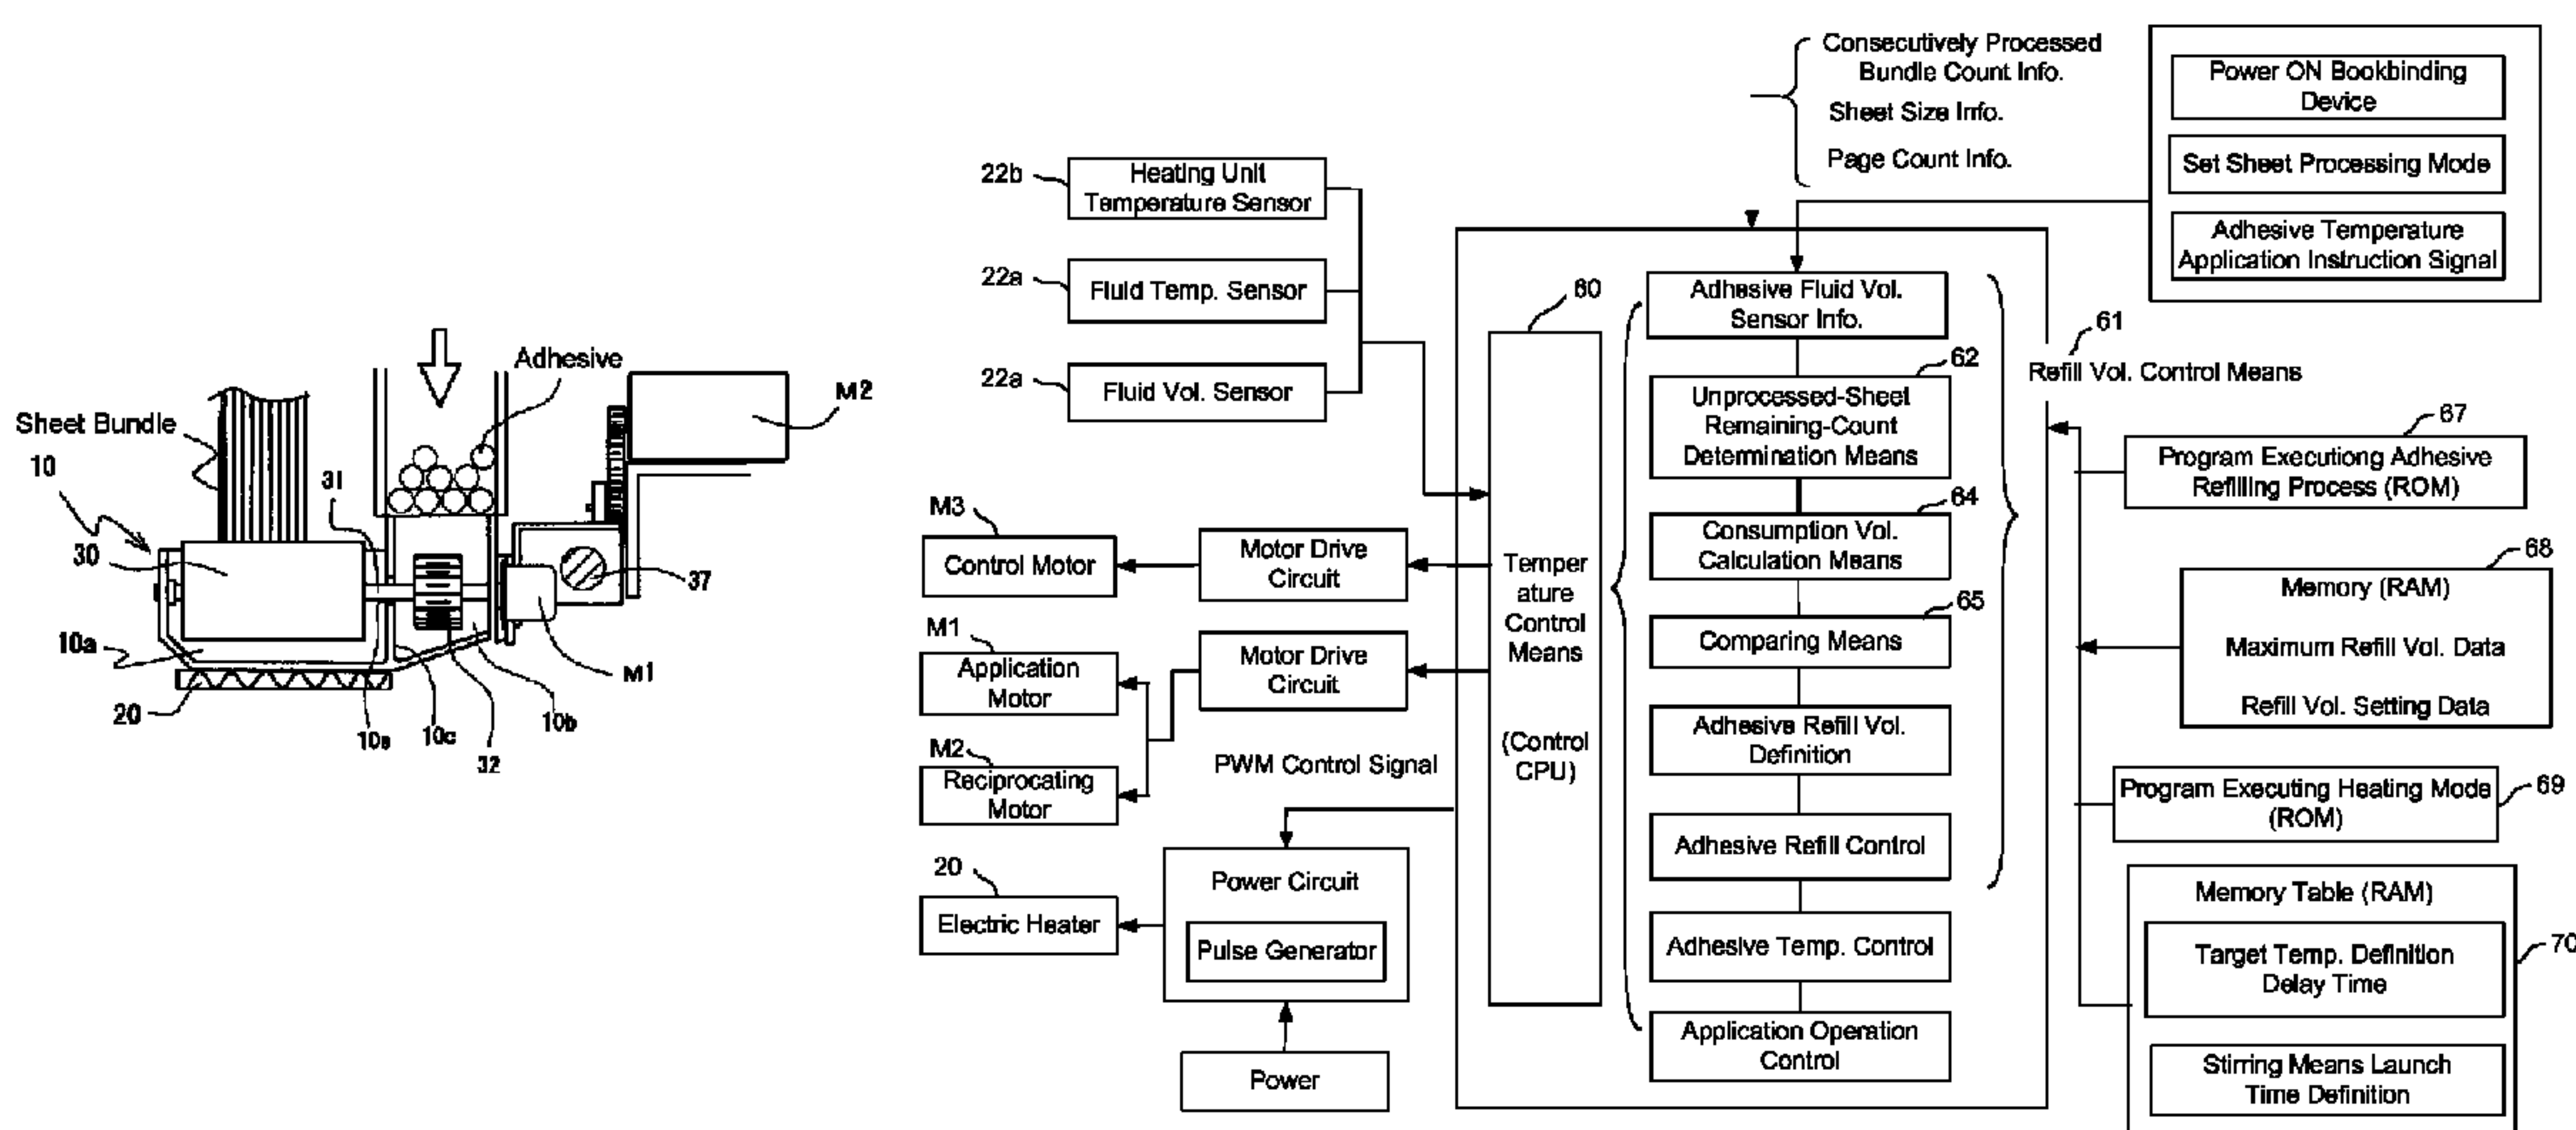 Adhesive
Sheet Bundle
10
30
31
M2
37
10a
M1
20
10e
10c
32
10b
Consecutively Processed
Bundle Count Info.
Sheet Size Info.
Page Count Info.
Power ON Bookbinding
Device
Set Sheet Processing Mode
Adhesive Temperature
Application Instruction Signal
22b
Heating Unit
Temperature Sensor
22a
Fluid Temp. Sensor
22a
Fluid Vol. Sensor
M3
Control Motor
Motor Drive
Circuit
M1
Application
Motor
Motor Drive
Circuit
M2
Reciprocating
Motor
PWM Control Signal
20
Electric Heater
Power Circuit
Pulse Generator
Power
60
Temper
ature
Control
Means
(Control
CPU)
Adhesive Fluid Vol.
Sensor Info.
62
Unprocessed-Sheet
Remaining-Count
Determination Means
64
Consumption Vol.
Calculation Means
65
Comparing Means
Adhesive Refill Vol.
Definition
Adhesive Refill Control
Adhesive Temp. Control
Application Operation
Control
61
Refill Vol. Control Means
67
Program Executiong Adhesive
Refilling Process (ROM)
68
Memory (RAM)
Maximum Refill Vol. Data
Refill Vol. Setting Data
Program Executing Heating Mode
(ROM)
69
Memory Table (RAM)
Target Temp. Definition
Delay Time
70
Stirring Means Launch
Time Definition